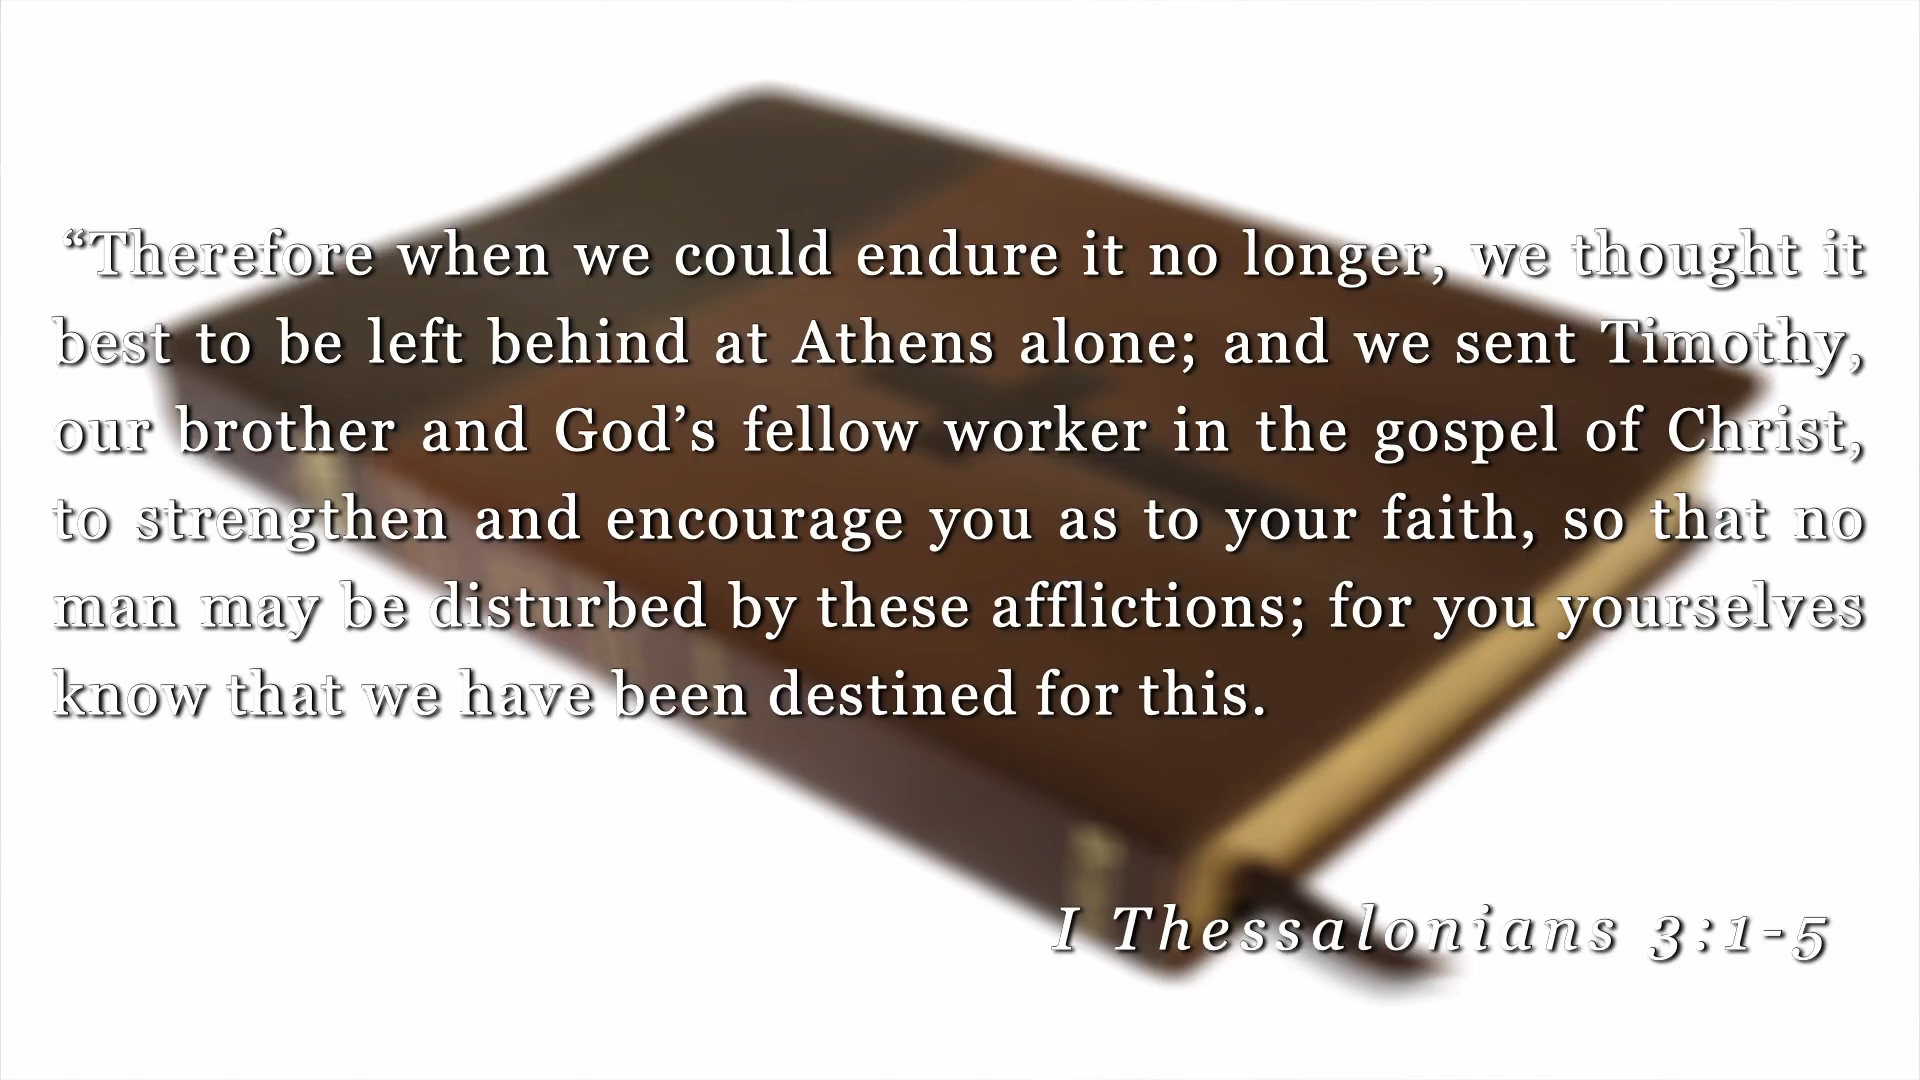 “Therefore when we could endure it no longer, we thought it
best to be left behind at Athens alone; and we sent Timothy,
our brother and God’s fellow worker in the gospel of Christ,
to strengthen and encourage you as to your faith, so that no
man may be disturbed by these afflictions; for you yourselves
know that we have been destined for this.
I Thessalonians 3:1-5